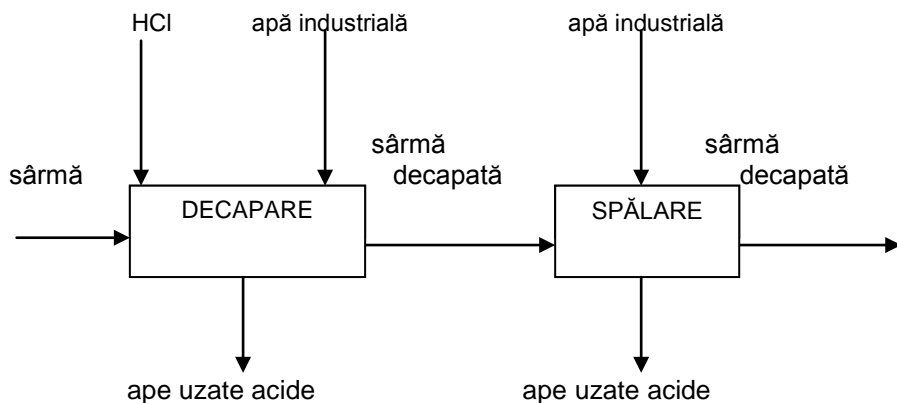 HCl
apă industrială
apă industrială
sârmă
sârmă
decapată
sârmă
decapată
DECAPARE
SPĂLARE
ape uzate acide
ape uzate acide